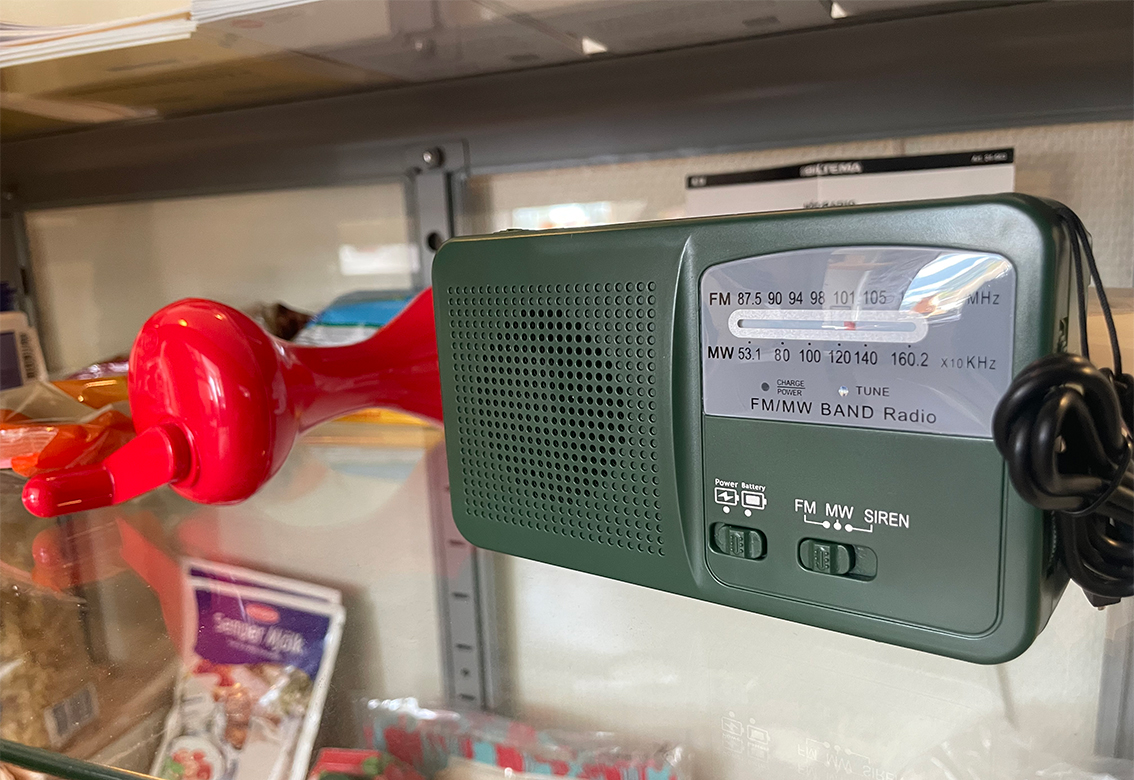 FM 87.5 90 94 98 101 105 MHz
MW 53.1 80 100 120 140 160.2 x10 KHz
CHARGE
POWER
TUNE
FM/MW BAND Radio
Power Battery
FM MW SIREN